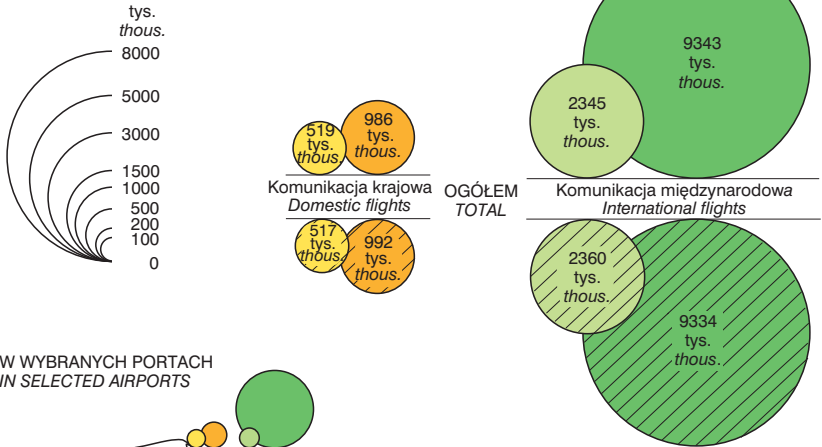 tys.
thous.
8000
5000
3000
1500
1000
500
200
100
0
519
tys.
thous.
986
tys.
thous.
Komunikacja krajowa
Domestic flights
517
tys.
thous.
992
tys.
thous.
OGÓŁEM
TOTAL
2345
tys.
thous.
9343
tys.
thous.
Komunikacja międzynarodowa
International flights
2360
tys.
thous.
9334
tys.
thous.
W WYBRANYCH PORTACH
IN SELECTED AIRPORTS